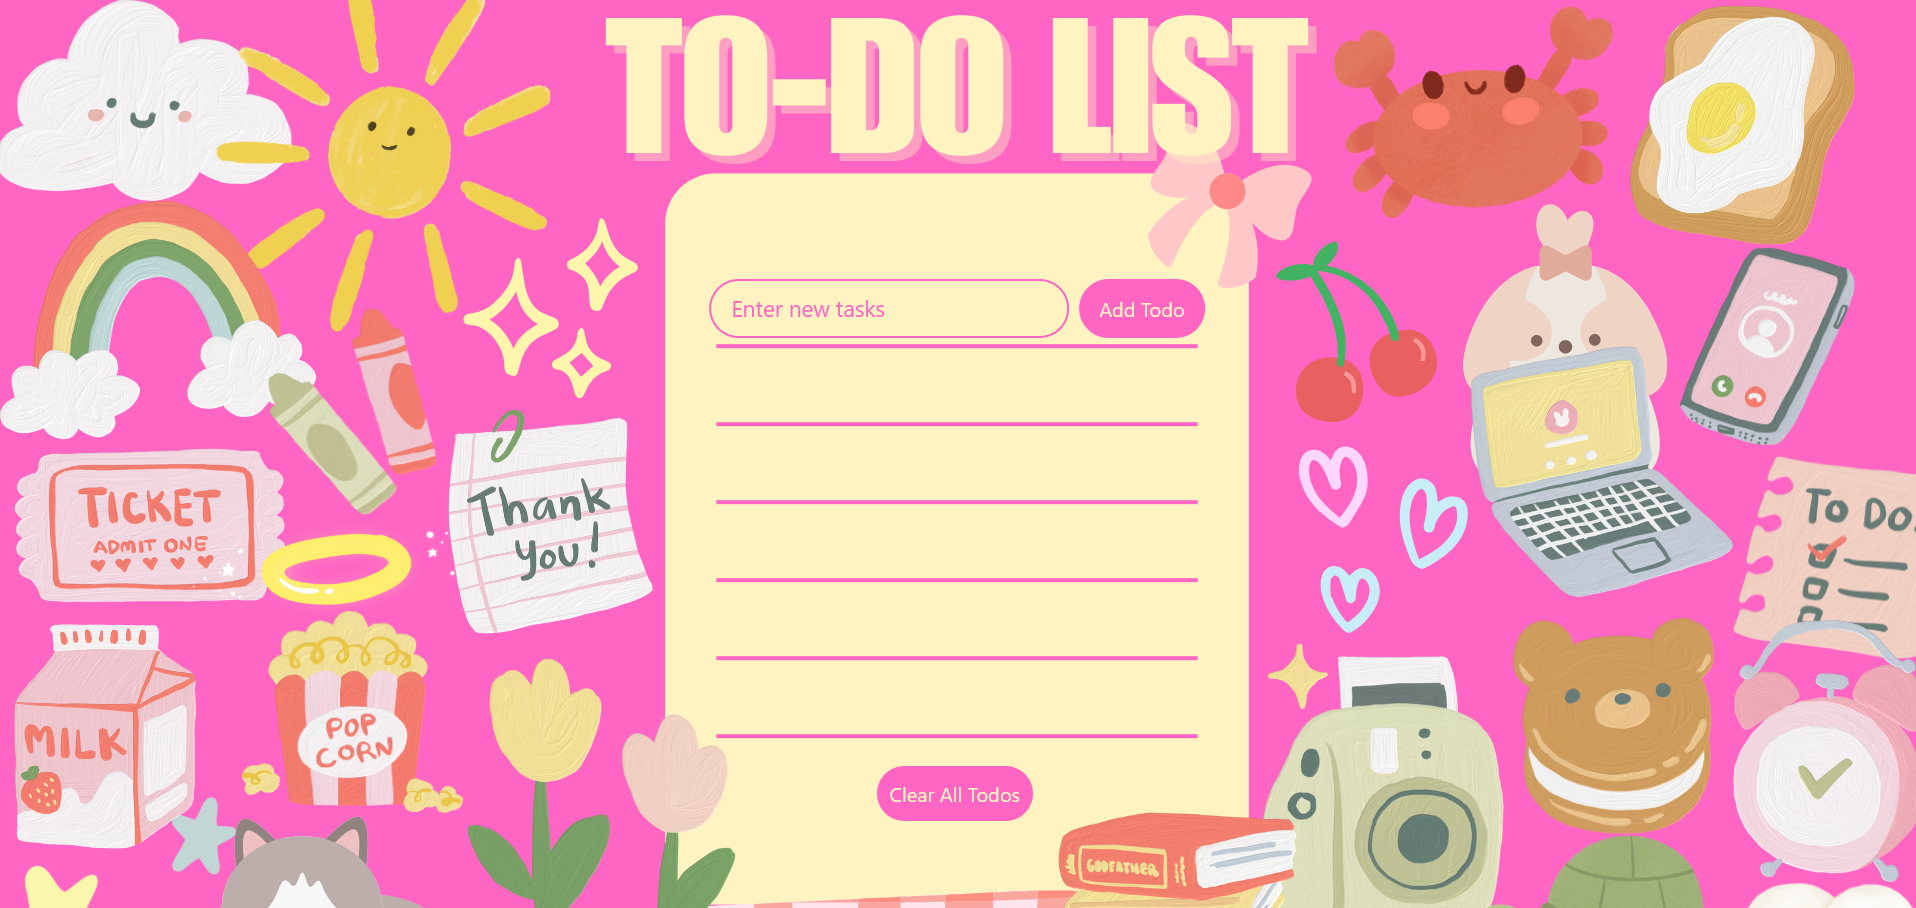 TO-DO LIST
Enter new tasks
Add Todo
Clear All Todos
TICKET
ADMIT ONE
Thank
you!
MILK
POP
CORN
To Do
GODFATHER